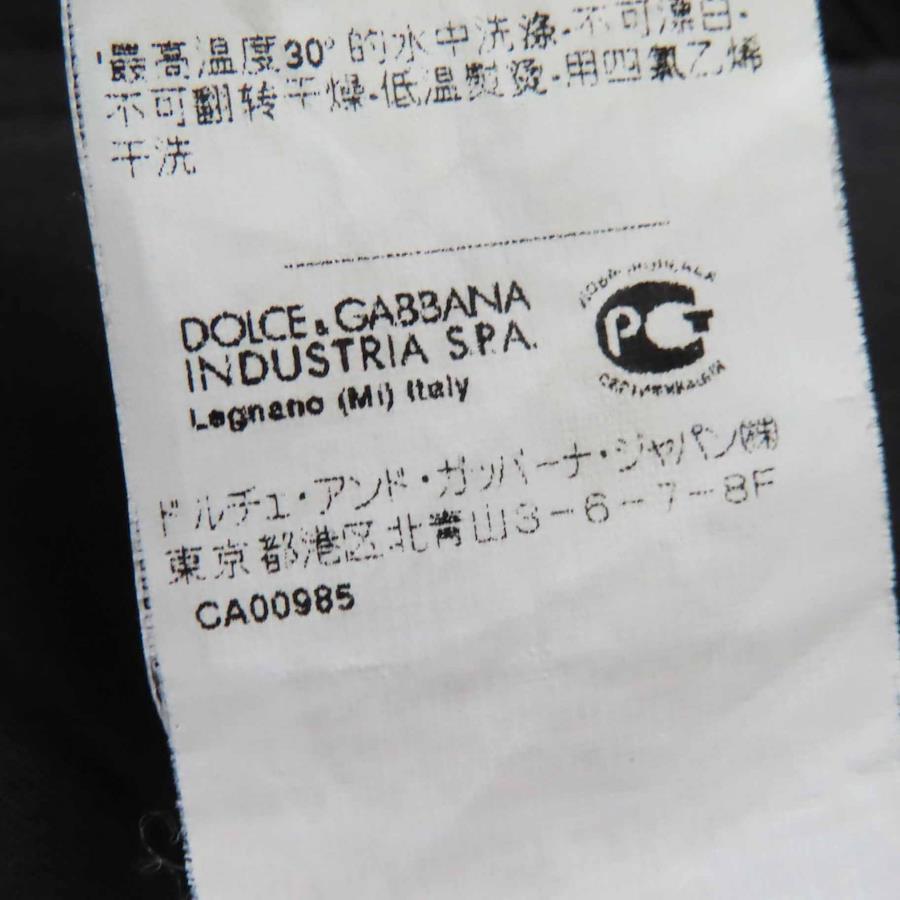 最高温度30°的水中洗涤·不可漂白·
不可翻转干燥·低温熨烫·用四氯乙烯
干洗
DOLCE & GABBANA
INDUSTRIA S.P.A.
Legnano (Mi) Italy
РСТ
ドルチェ・アンド・ガッバーナ・ジャパン㈱
東京都港区北青山3-6-7-8F
CA00985